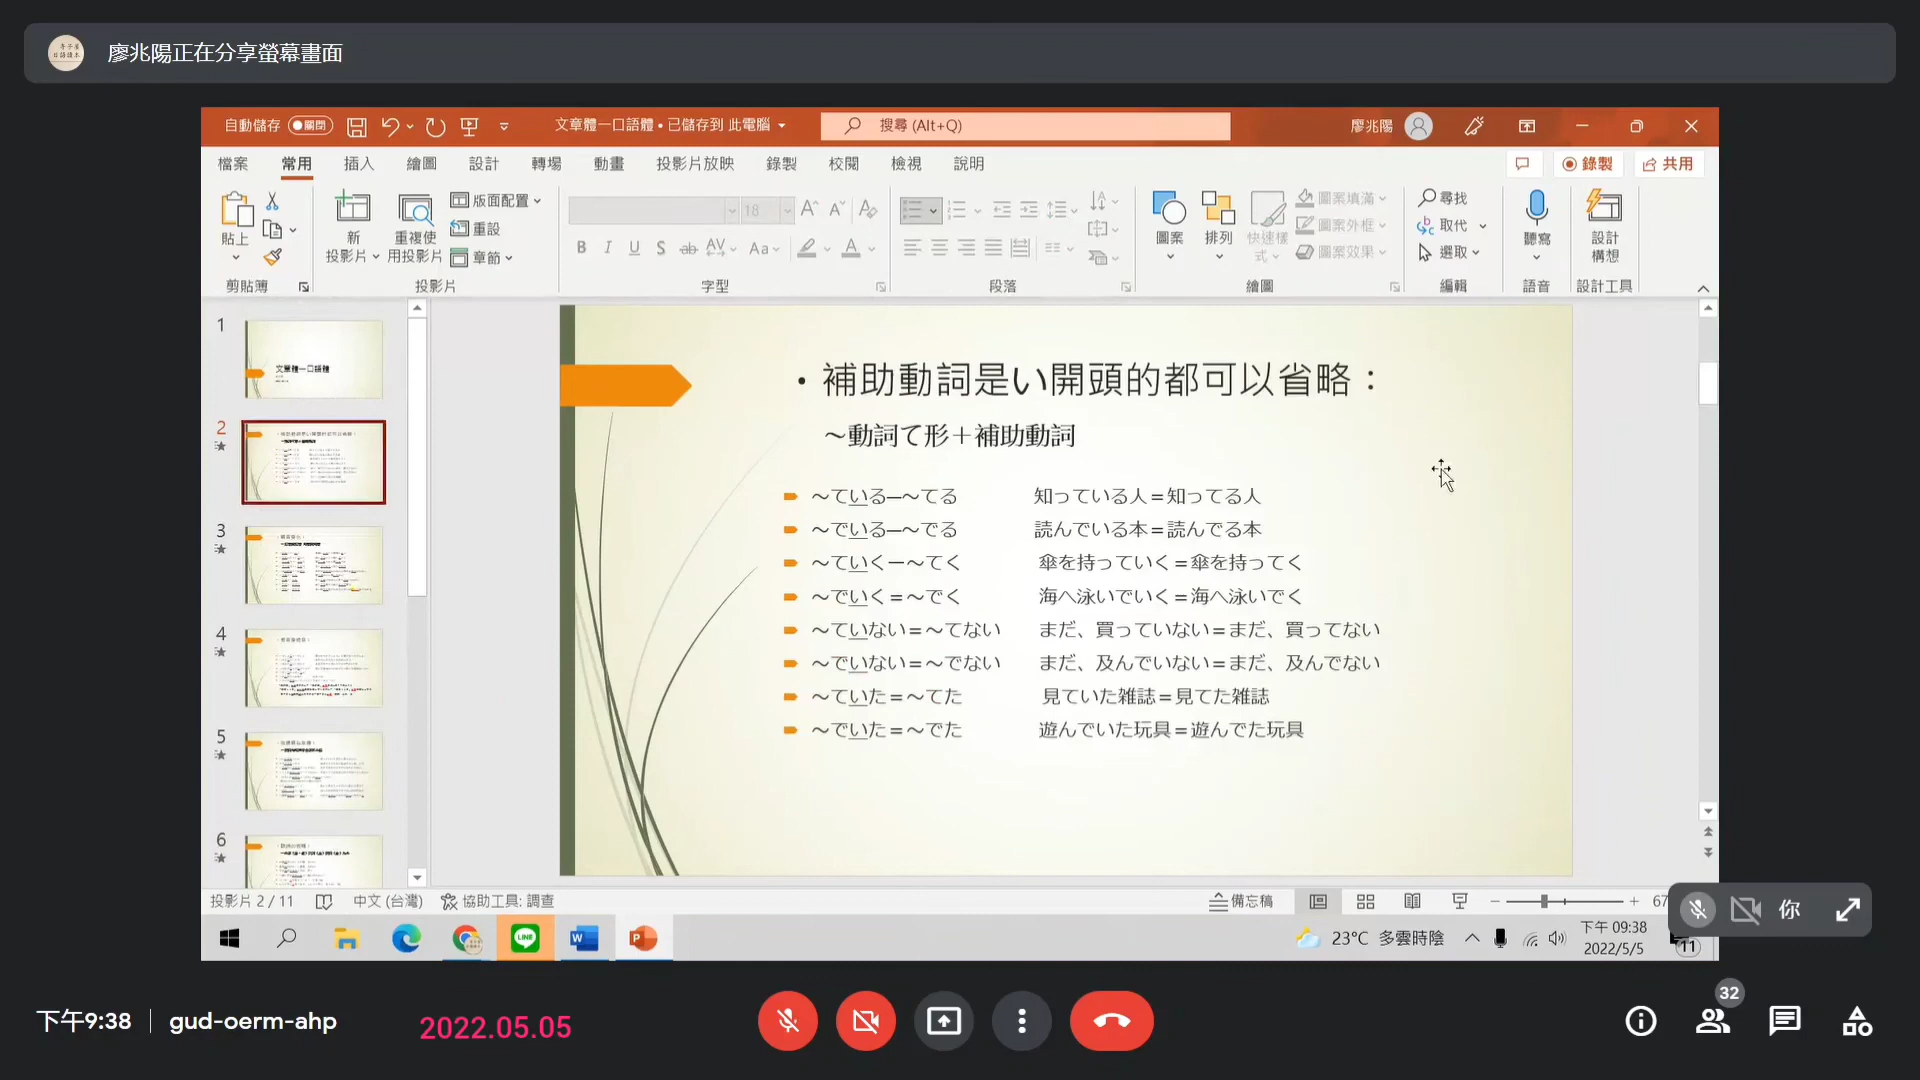 廖兆陽正在分享螢幕畫面
自動儲存 關閉 文章體一口語體 • 已儲存到 此電腦 搜尋 (Alt+Q) 廖兆陽
檔案 常用 插入 繪圖 設計 轉場 動畫 投影片放映 錄製 校閱 檢視 說明 錄製 共用
貼上
新
投影片
重複使
用投影片
版面配置
重設
章節
18
圖案
排列
快速樣
式
圖案填滿
圖案外框
圖案效果
尋找
取代
選取
聽寫
設計
構想
剪貼簿 投影片 字型 段落 繪圖 編輯 語音 設計工具
1
文章體一口語體
2
3
4
5
6
• 補助動詞是い開頭的都可以省略：
～動詞て形＋補助動詞
～ている—～てる 知っている人＝知ってる人
～でいる—～でる 読んでいる本＝読んでる本
～ていくー～てく 傘を持っていく＝傘を持ってく
～でいく＝～でく 海へ泳いでいく＝海へ泳いでく
～ていない＝～てない まだ、買っていない＝まだ、買ってない
～でいない＝～でない まだ、及んでいない＝まだ、及んでない
～ていた＝～てた 見ていた雑誌＝見てた雑誌
～でいた＝～でた 遊んでいた玩具＝遊んでた玩具
投影片 2 / 11 中文 (台灣) 協助工具: 調查 備忘稿 67
你
23°C 多雲時陰 下午 09:38
2022/5/5
11
下午9:38 gud-oerm-ahp 2022.05.05 32